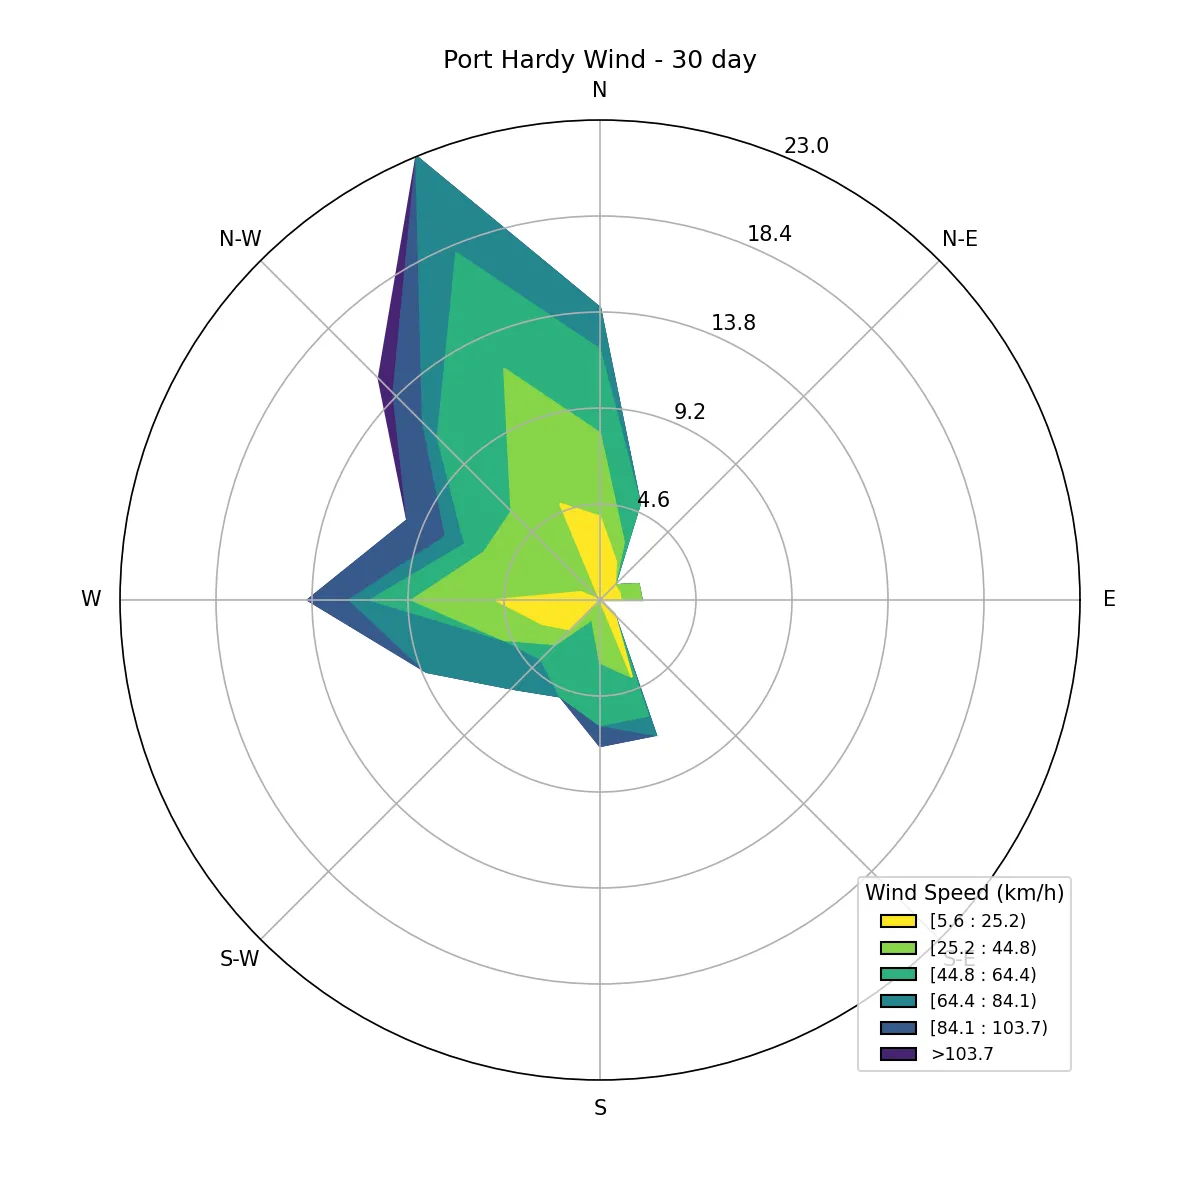 Port Hardy Wind - 30 day
N
23.0
N-W
18.4
N-E
13.8
9.2
4.6
W
E
S-W
S-E
S
Wind Speed (km/h)
[5.6 : 25.2)
[25.2 : 44.8)
[44.8 : 64.4)
[64.4 : 84.1)
[84.1 : 103.7)
>103.7